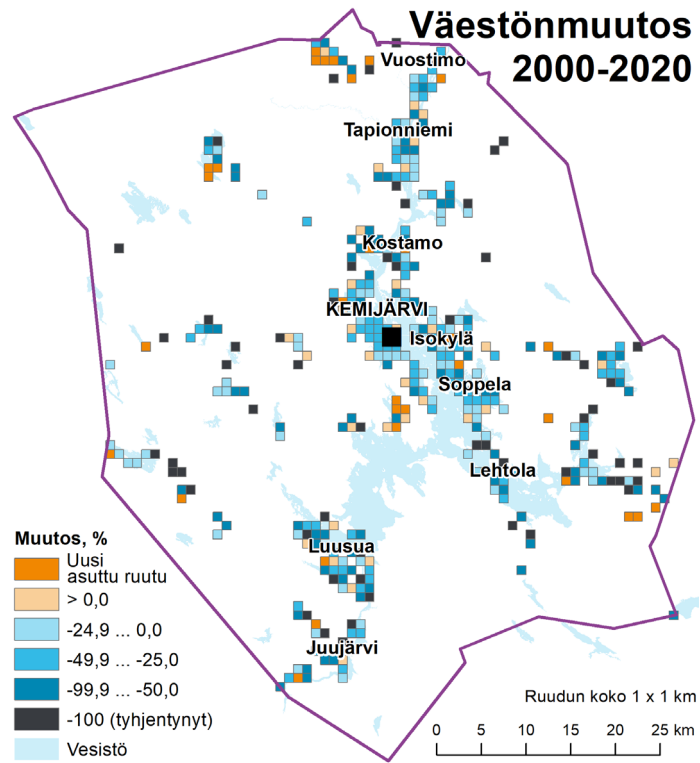 Väestönmuutos
2000-2020
Vuostimo
Tapionniemi
Kostamo
KEMIJÄRVI
Isokylä
Soppela
Lehtola
Luusua
Juujärvi
Muutos, %
Uusi
asuttu ruutu
> 0,0
-24,9 ... 0,0
-49,9 ... -25,0
-99,9 ... -50,0
-100 (tyhjentynyt)
Vesistö
Ruudun koko 1 x 1 km
0 5 10 15 20 25 km